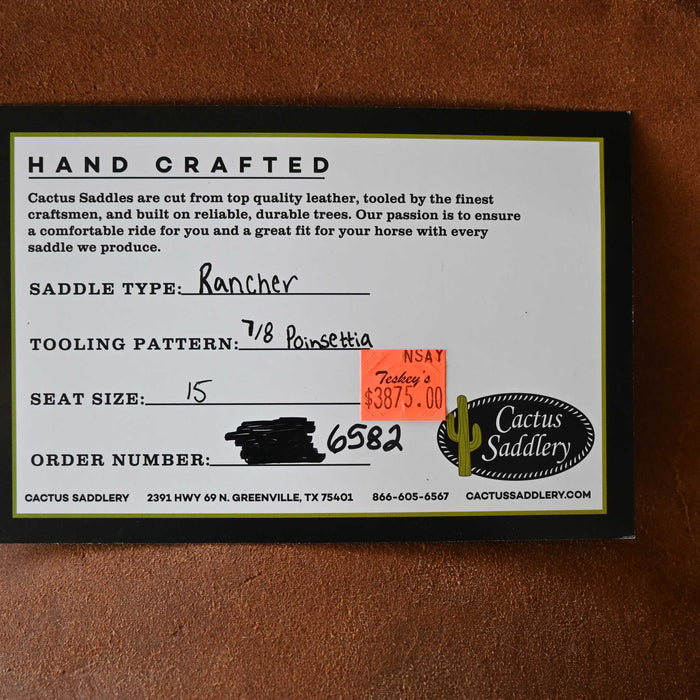 HAND CRAFTED
Cactus Saddles are cut from top quality leather, tooled by the finest
craftsmen, and built on reliable, durable trees. Our passion is to ensure
a comfortable ride for you and a great fit for your horse with every
saddle we produce.
SADDLE TYPE: Rancher
TOOLING PATTERN: 7/8 Poinsettia
NSAY
Teskey's
$3875.00
SEAT SIZE: 15
Cactus
Saddlery
ORDER NUMBER: 6582
CACTUS SADDLERY 2391 HWY 69 N. GREENVILLE, TX 75401 866-605-6567 CACTUSSADDLERY.COM